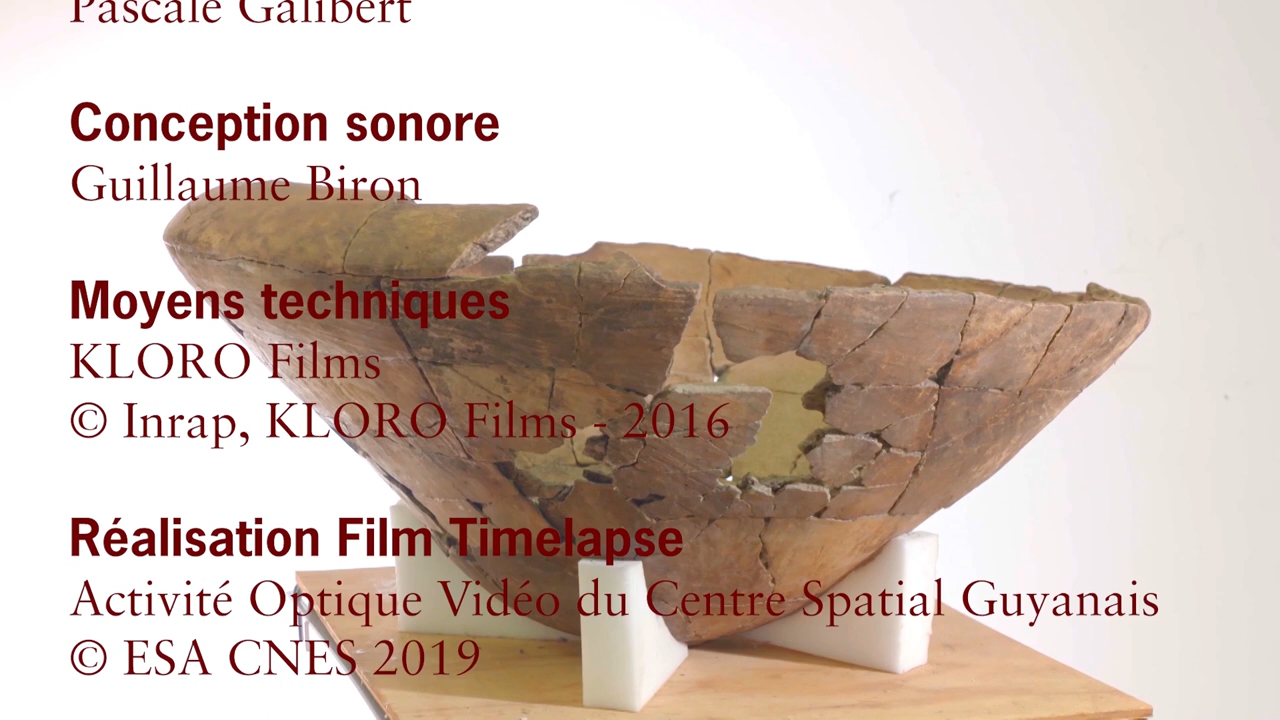 Pascale Galibert
Conception sonore
Guillaume Biron
Moyens techniques
KLORO Films
© Inrap, KLORO Films - 2016
Réalisation Film Timelapse
Activité Optique Vidéo du Centre Spatial Guyanais
© ESA CNES 2019